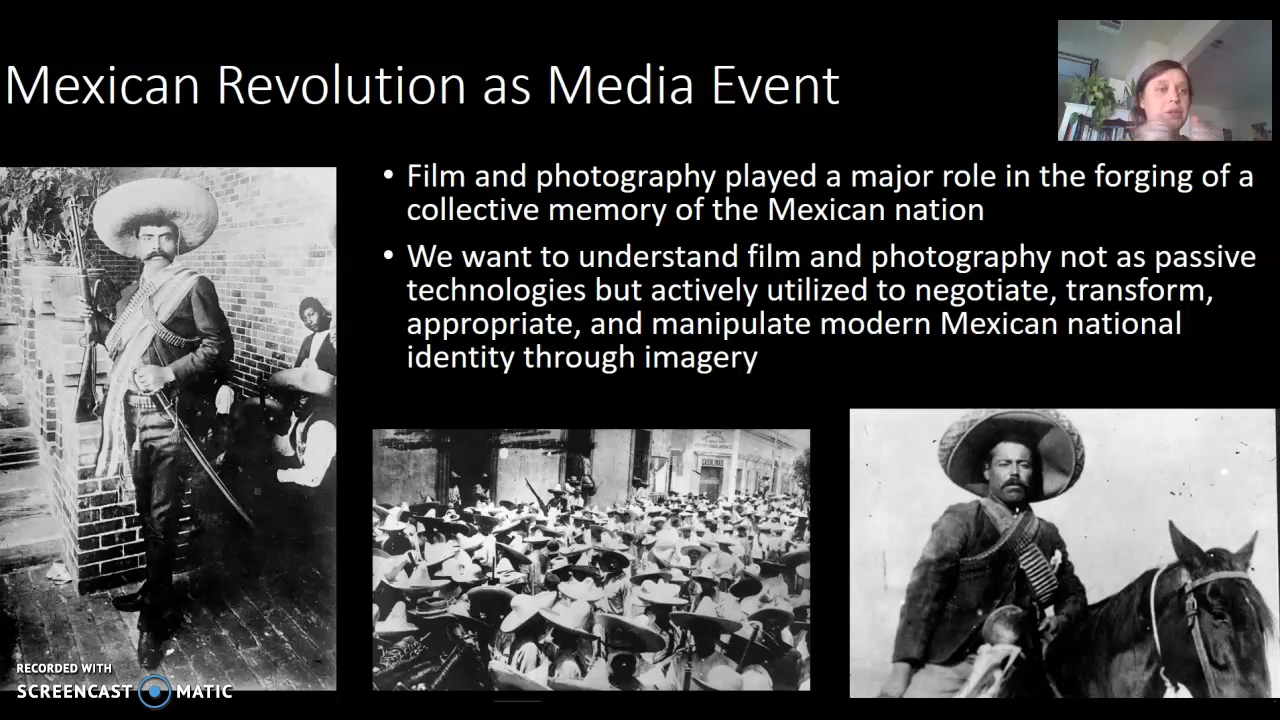 Mexican Revolution as Media Event
• Film and photography played a major role in the forging of a
collective memory of the Mexican nation
• We want to understand film and photography not as passive
technologies but actively utilized to negotiate, transform,
appropriate, and manipulate modern Mexican national
identity through imagery
RECORDED WITH
SCREENCAST MATIC